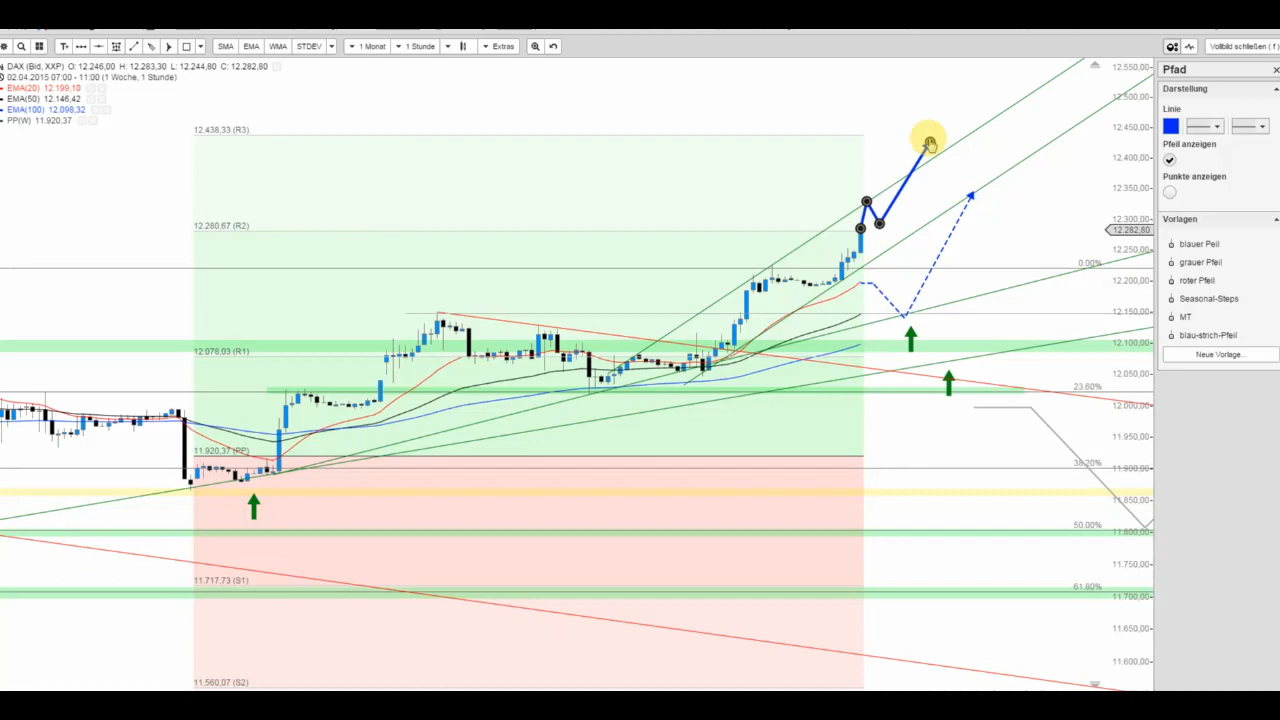 SMA EMA WMA STDEV 1 Monat 1 Stunde Extras Vollbild schließen ( f )
DAX (Bid, XXP) O: 12.246,00 H: 12.283,30 L: 12.244,80 C: 12.282,80
02.04.2015 07:00 - 11:00 (1 Woche, 1 Stunde)
EMA(20) 12.199,10
EMA(50) 12.146,42
EMA(100) 12.098,32
PP(W) 11.920,37
12.438,33 (R3)
12.280,67 (R2)
12.078,03 (R1)
11.920,37 (PP)
11.717,73 (S1)
11.560,07 (S2)
0.00%
23.60%
38.20%
50.00%
61.80%
12.550,00
12.500,00
12.450,00
12.400,00
12.350,00
12.300,00
12.282,80
12.250,00
12.200,00
12.150,00
12.100,00
12.050,00
12.000,00
11.950,00
11.900,00
11.850,00
11.800,00
11.750,00
11.700,00
11.650,00
11.600,00
Pfad
Darstellung
Linie
Pfeil anzeigen
Punkte anzeigen
Vorlagen
blauer Peil
grauer Pfeil
roter Pfeil
Seasonal-Steps
MT
blau-strich-Pfeil
Neue Vorlage...